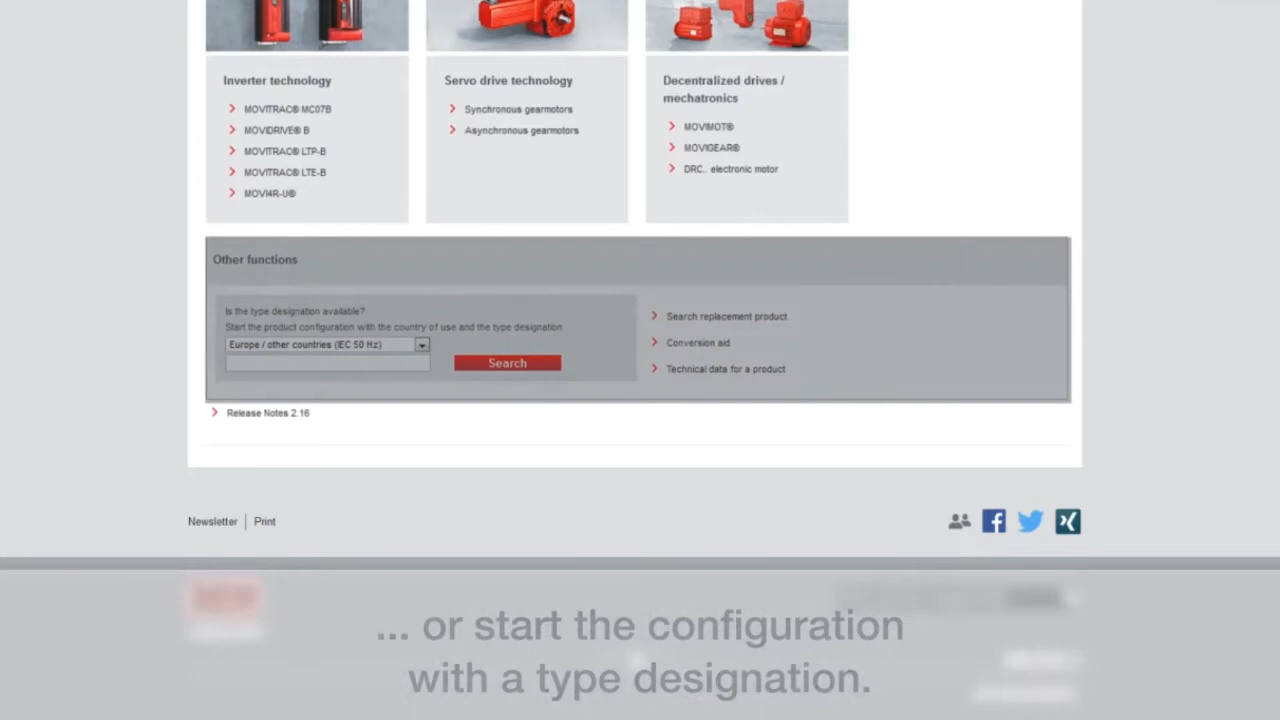 Inverter technology
MOVITRAC® MC07B
MOVIDRIVE® B
MOVITRAC® LTP-B
MOVITRAC® LTE-B
MOVI4R-U®
Servo drive technology
Synchronous gearmotors
Asynchronous gearmotors
Decentralized drives /
mechatronics
MOVIMOT®
MOVIGEAR®
DRC.. electronic motor
Other functions
Is the type designation available?
Start the product configuration with the country of use and the type designation
Europe / other countries (IEC 50 Hz)
Search
Search replacement product
Conversion aid
Technical data for a product
Release Notes 2.16
Newsletter | Print
... or start the configuration
with a type designation.